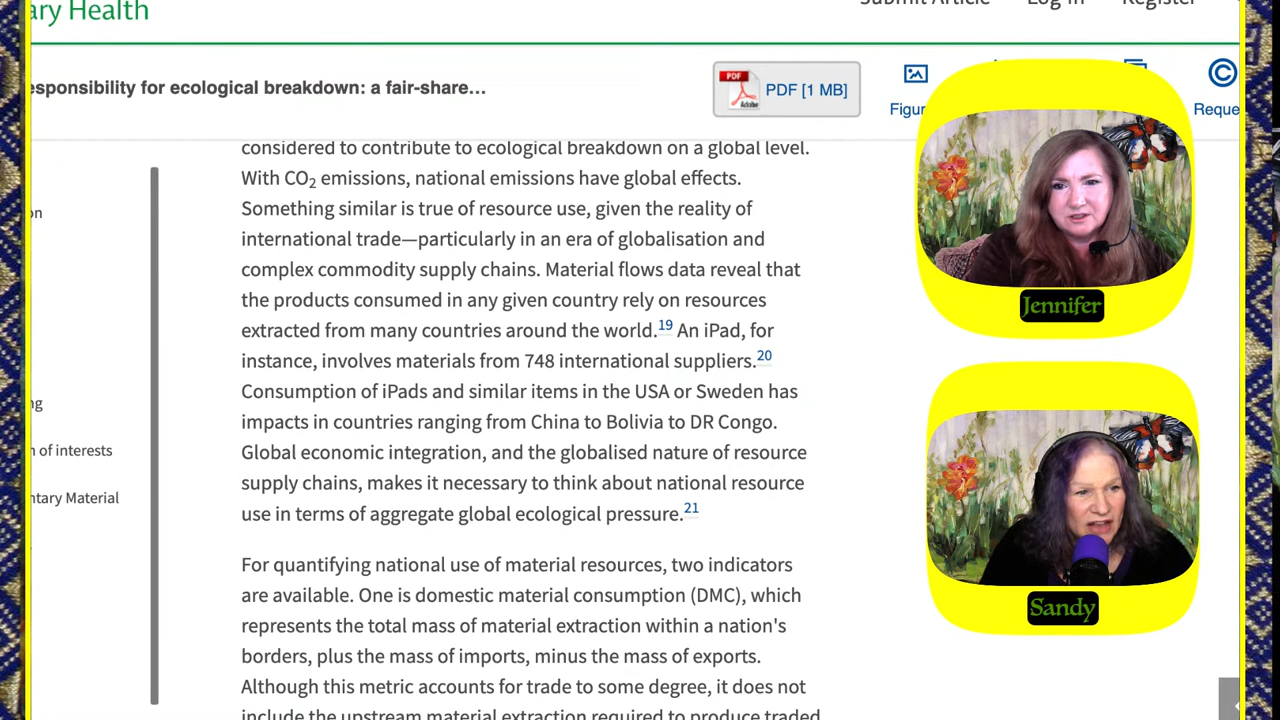 ary Health
Submit Article Log in Register
esponsibility for ecological breakdown: a fair-share…
PDF
Adobe
PDF [1 MB]
Figur
Reque
considered to contribute to ecological breakdown on a global level.
With CO₂ emissions, national emissions have global effects.
Something similar is true of resource use, given the reality of
international trade—particularly in an era of globalisation and
complex commodity supply chains. Material flows data reveal that
the products consumed in any given country rely on resources
extracted from many countries around the world.19 An iPad, for
instance, involves materials from 748 international suppliers.20
Consumption of iPads and similar items in the USA or Sweden has
impacts in countries ranging from China to Bolivia to DR Congo.
Global economic integration, and the globalised nature of resource
supply chains, makes it necessary to think about national resource
use in terms of aggregate global ecological pressure.21
For quantifying national use of material resources, two indicators
are available. One is domestic material consumption (DMC), which
represents the total mass of material extraction within a nation's
borders, plus the mass of imports, minus the mass of exports.
Although this metric accounts for trade to some degree, it does not
include the upstream material extraction required to produce traded
on
ng
n of interests
ntary Material
Jennifer
Sandy